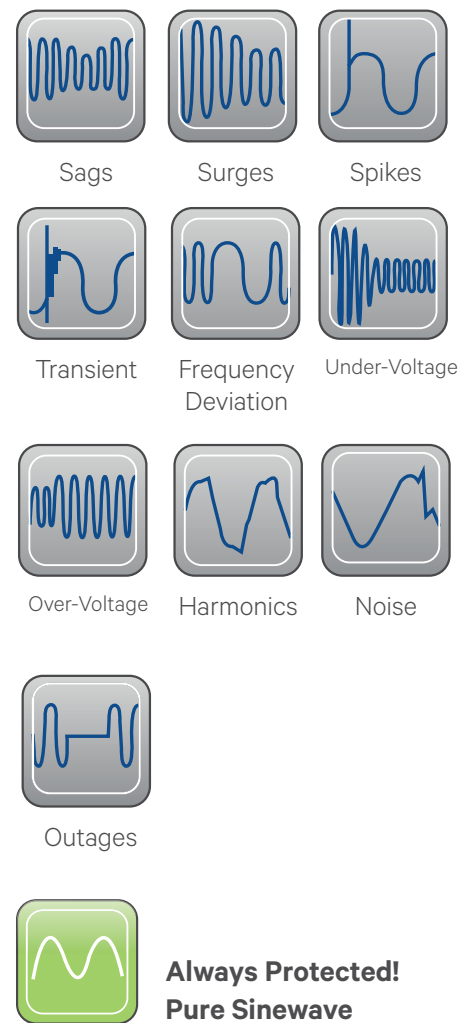 Sags
Surges
Spikes
Transient
Frequency
Deviation
Under-Voltage
Over-Voltage
Harmonics
Noise
Outages
Always Protected!
Pure Sinewave